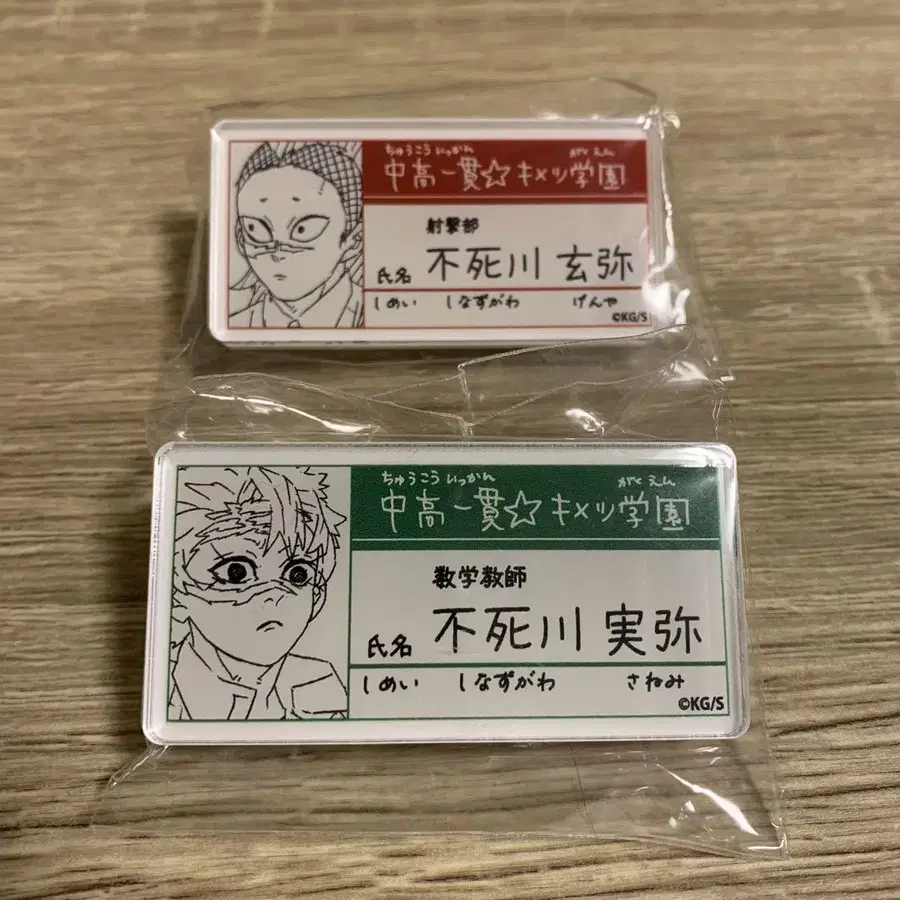 ちゅうこう いっかん がくえん
中高一貫☆キメツ学園
射撃部
氏名 不死川 玄弥
しめい しなずがわ げんや
©KG/S
ちゅうこう いっかん がくえん
中高一貫☆キメツ学園
数学教師
氏名 不死川 実弥
しめい しなずがわ さねみ
©KG/S